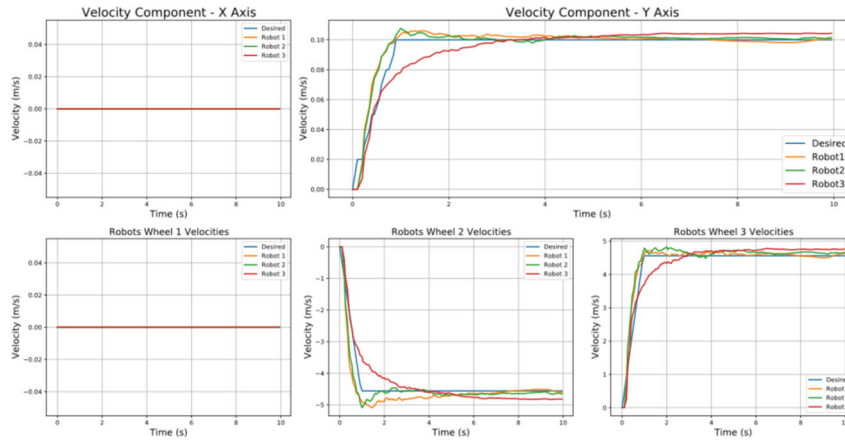 Velocity Component - X Axis
Velocity (m/s)
0.04
0.02
0.00
−0.02
−0.04
Desired
Robot 1
Robot 2
Robot 3
0 2 4 6 8 10
Time (s)
Velocity Component - Y Axis
Velocity (m/s)
0.10
0.08
0.06
0.04
0.02
0.00
Desired
Robot1
Robot2
Robot3
0 2 4 6 8 10
Time (s)
Robots Wheel 1 Velocities
Velocity (m/s)
0.04
0.02
0.00
−0.02
−0.04
Desired
Robot 1
Robot 2
Robot 3
0 2 4 6 8 10
Time (s)
Robots Wheel 2 Velocities
Velocity (m/s)
0
−1
−2
−3
−4
−5
Desired
Robot 1
Robot 2
Robot 3
0 2 4 6 8 10
Time (s)
Robots Wheel 3 Velocities
Velocity (m/s)
5
4
3
2
1
0
Desire
Robot
Robot
Robot
0 2 4 6 8 10
Time (s)